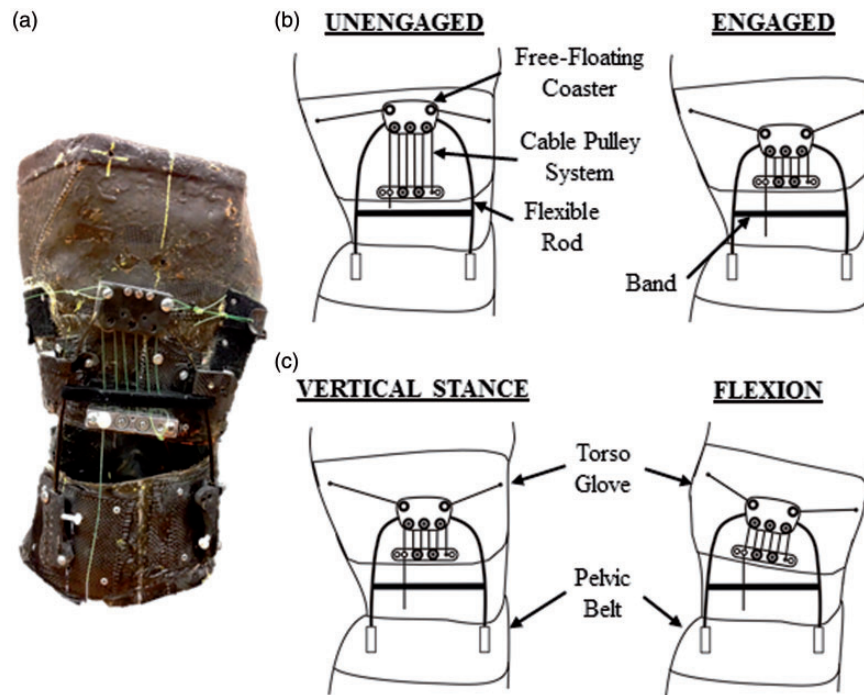 (a)
(b)
UNENGAGED
ENGAGED
Free-Floating
Coaster
Cable Pulley
System
Flexible
Rod
Band
(c)
VERTICAL STANCE
FLEXION
Torso
Glove
Pelvic
Belt